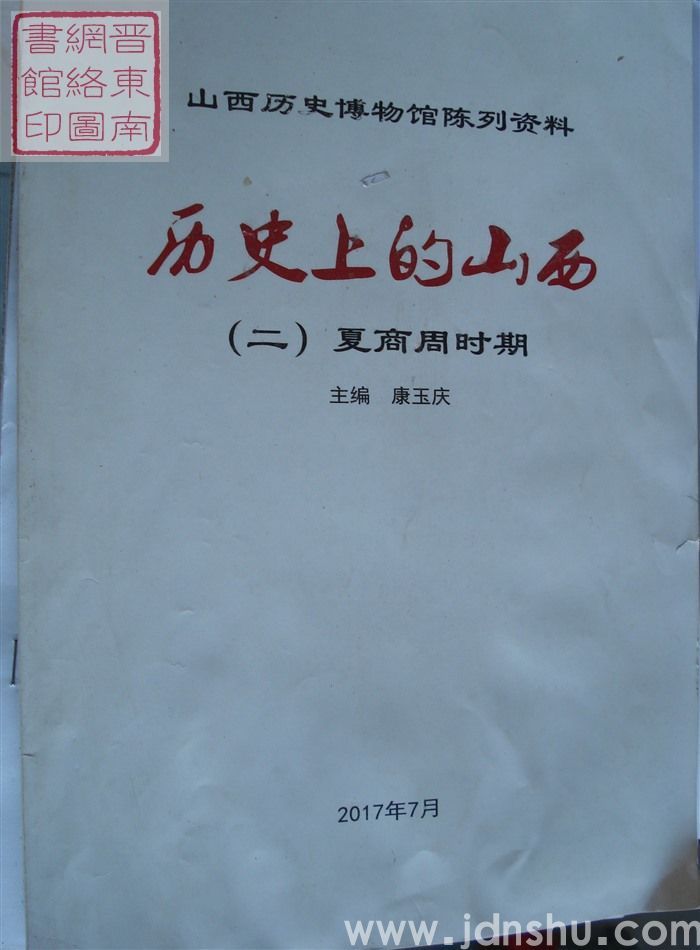 晋東南
網絡圖
書館印
山西历史博物馆陈列资料
历史上的山西
（二）夏商周时期
主编 康玉庆
2017年7月
www.jdnshu.com